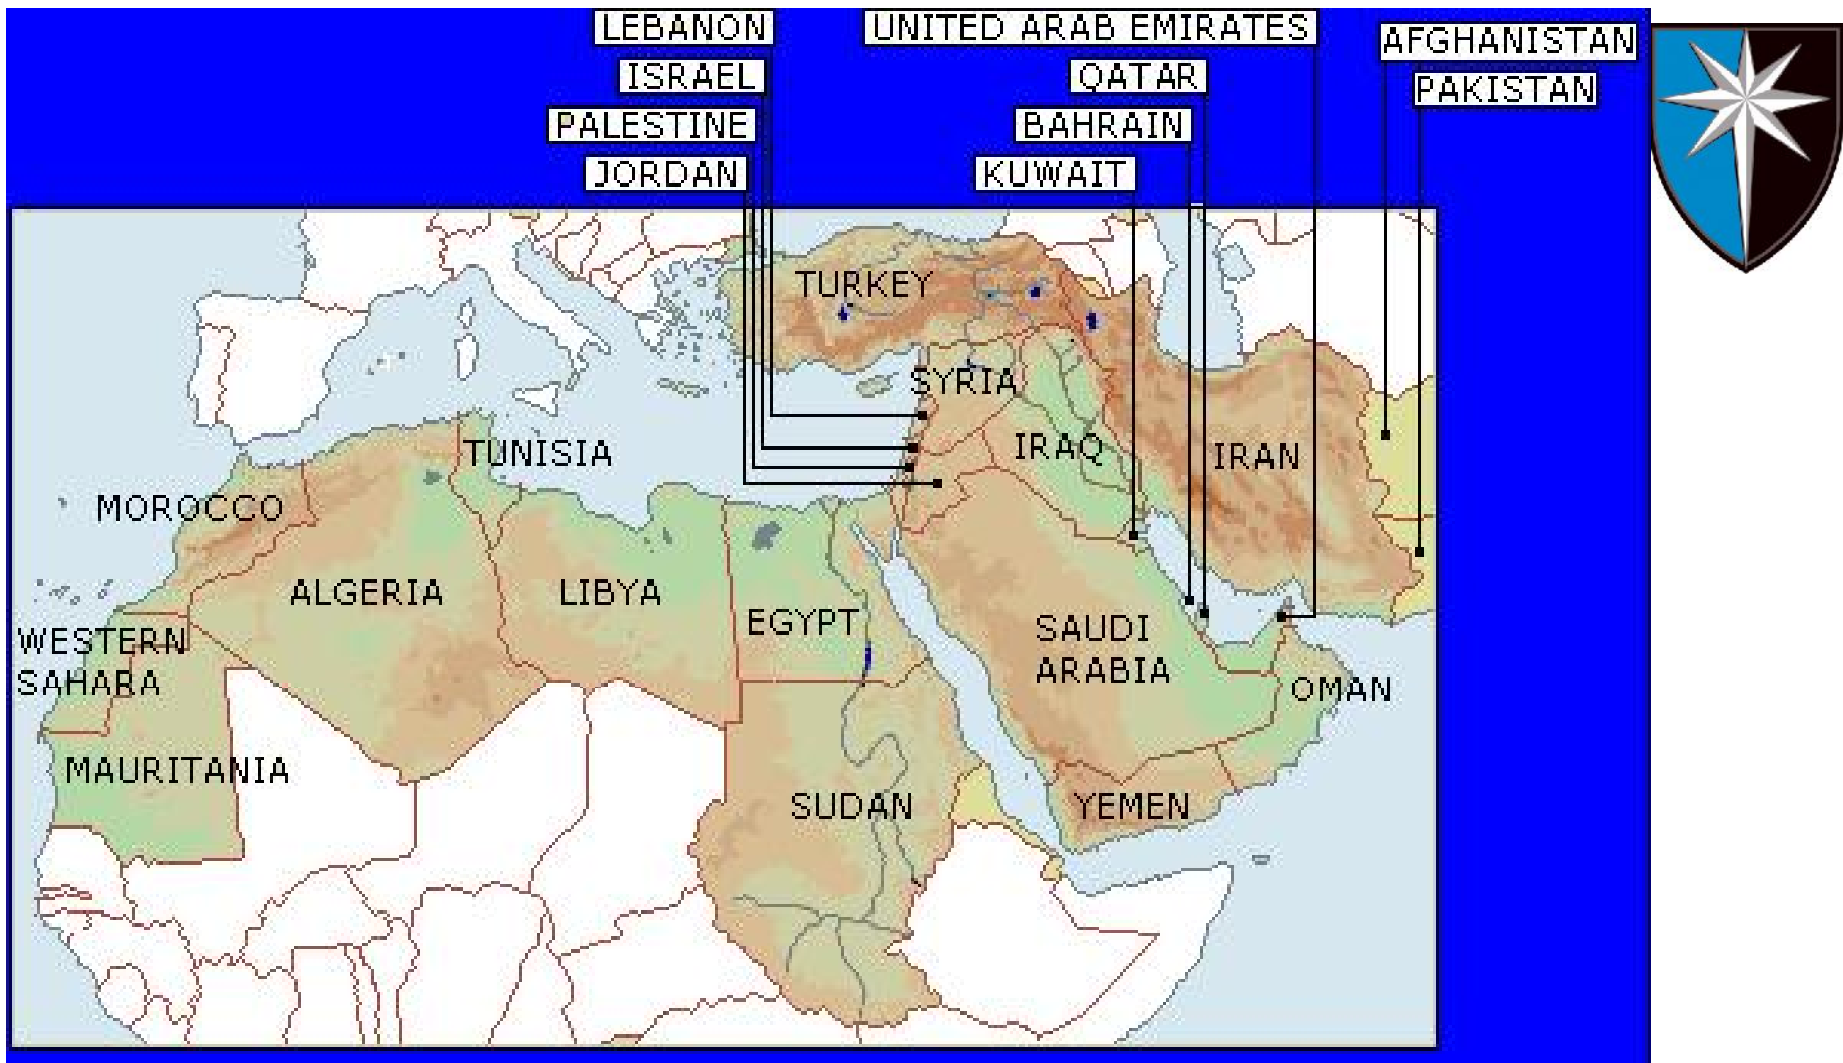 LEBANON
UNITED ARAB EMIRATES
AFGHANISTAN
ISRAEL
QATAR
PAKISTAN
PALESTINE
BAHRAIN
JORDAN
KUWAIT
TURKEY
SYRIA
TUNISIA
IRAQ
IRAN
MOROCCO
ALGERIA
LIBYA
EGYPT
SAUDI
ARABIA
WESTERN
SAHARA
OMAN
MAURITANIA
SUDAN
YEMEN